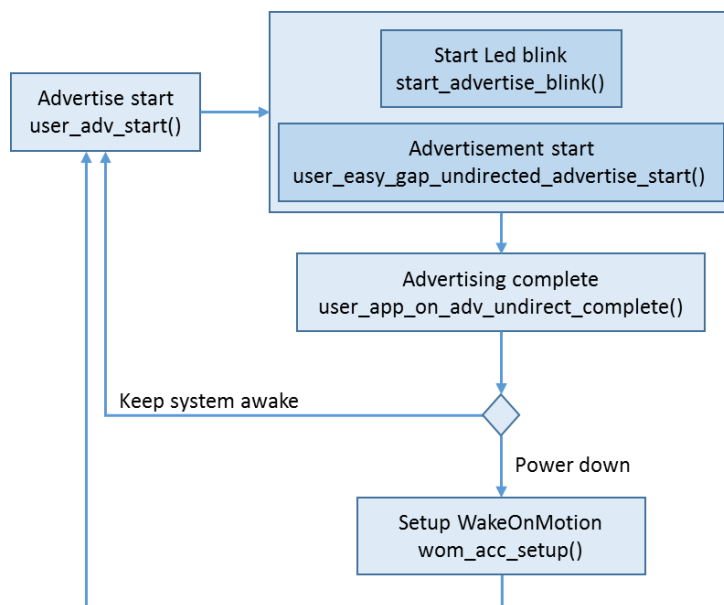 Start Led blink
start_advertise_blink()
Advertise start
user_adv_start()
Advertisement start
user_easy_gap_undirected_advertise_start()
Advertising complete
user_app_on_adv_undirect_complete()
Keep system awake
Power down
Setup WakeOnMotion
wom_acc_setup()